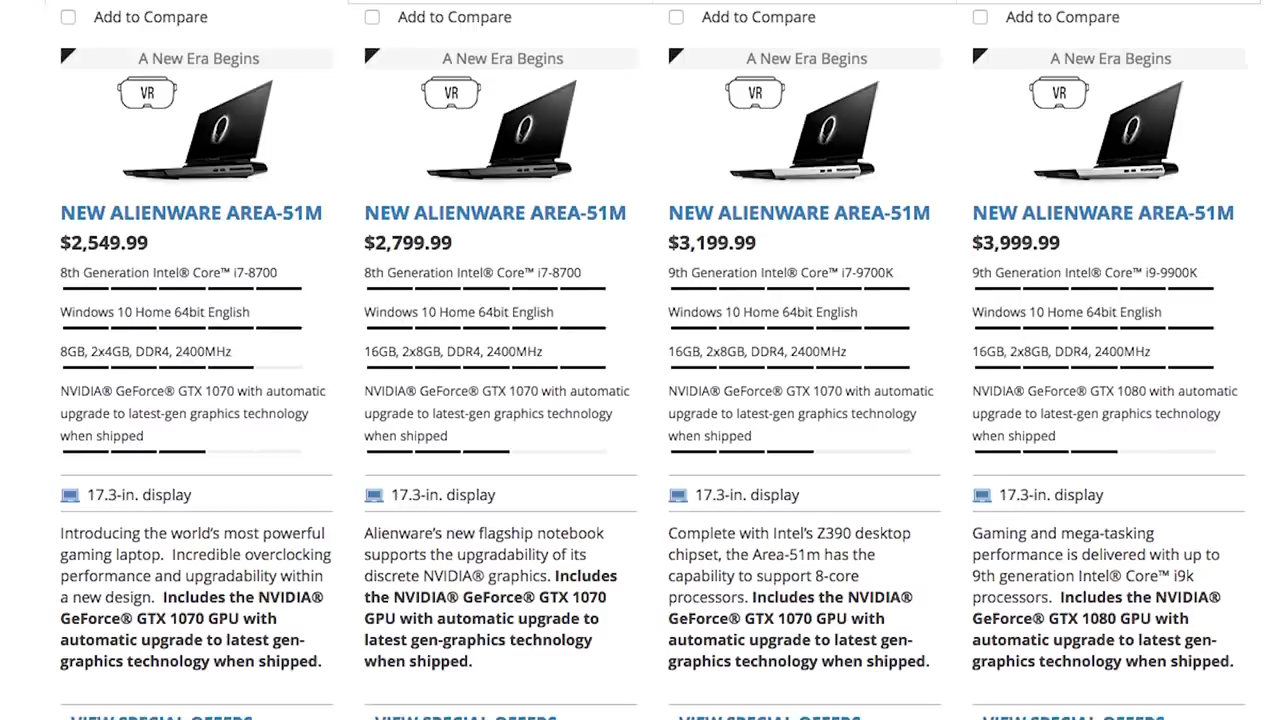 Add to Compare
A New Era Begins
VR
NEW ALIENWARE AREA-51M
$2,549.99
8th Generation Intel® Core™ i7-8700
Windows 10 Home 64bit English
8GB, 2x4GB, DDR4, 2400MHz
NVIDIA® GeForce® GTX 1070 with automatic
upgrade to latest-gen graphics technology
when shipped
17.3-in. display
Introducing the world's most powerful
gaming laptop. Incredible overclocking
performance and upgradability within
a new design. Includes the NVIDIA®
GeForce® GTX 1070 GPU with
automatic upgrade to latest gen-
graphics technology when shipped.
VIEW SPECIAL OFFERS
Add to Compare
A New Era Begins
VR
NEW ALIENWARE AREA-51M
$2,799.99
8th Generation Intel® Core™ i7-8700
Windows 10 Home 64bit English
16GB, 2x8GB, DDR4, 2400MHz
NVIDIA® GeForce® GTX 1070 with automatic
upgrade to latest-gen graphics technology
when shipped
17.3-in. display
Alienware's new flagship notebook
supports the upgradability of its
discrete NVIDIA® graphics. Includes
the NVIDIA® GeForce® GTX 1070
GPU with automatic upgrade to
latest gen-graphics technology
when shipped.
VIEW SPECIAL OFFERS
Add to Compare
A New Era Begins
VR
NEW ALIENWARE AREA-51M
$3,199.99
9th Generation Intel® Core™ i7-9700K
Windows 10 Home 64bit English
16GB, 2x8GB, DDR4, 2400MHz
NVIDIA® GeForce® GTX 1070 with automatic
upgrade to latest-gen graphics technology
when shipped
17.3-in. display
Complete with Intel's Z390 desktop
chipset, the Area-51m has the
capability to support 8-core
processors. Includes the NVIDIA®
GeForce® GTX 1070 GPU with
automatic upgrade to latest gen-
graphics technology when shipped.
VIEW SPECIAL OFFERS
Add to Compare
A New Era Begins
VR
NEW ALIENWARE AREA-51M
$3,999.99
9th Generation Intel® Core™ i9-9900K
Windows 10 Home 64bit English
16GB, 2x8GB, DDR4, 2400MHz
NVIDIA® GeForce® GTX 1080 with automatic
upgrade to latest-gen graphics technology
when shipped
17.3-in. display
Gaming and mega-tasking
performance is delivered with up to
9th generation Intel® Core™ i9k
processors. Includes the NVIDIA®
GeForce® GTX 1080 GPU with
automatic upgrade to latest gen-
graphics technology when shipped.
VIEW SPECIAL OFFERS